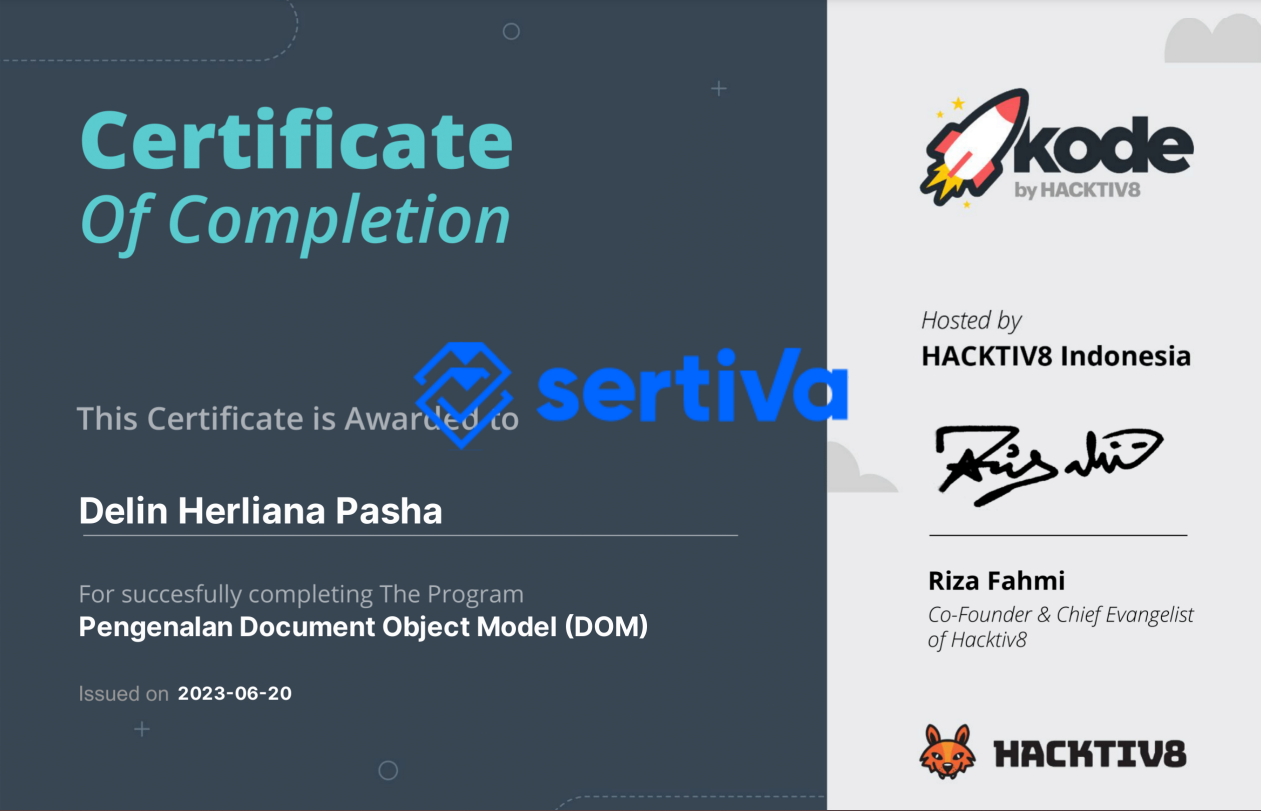 Certificate
Of Completion
sertiva
This Certificate is Awarded to
Delin Herliana Pasha
For succesfully completing The Program
Pengenalan Document Object Model (DOM)
Issued on 2023-06-20
kode
by HACKTIV8
Hosted by
HACKTIV8 Indonesia
Riza Fahmi
Co-Founder & Chief Evangelist
of Hacktiv8
HACKTIV8